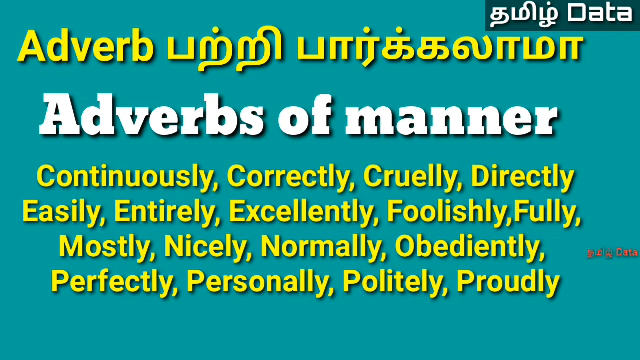 தமிழ் Data
Adverb பற்றி பார்க்கலாமா
Adverbs of manner
Continuously, Correctly, Cruelly, Directly
Easily, Entirely, Excellently, Foolishly,Fully,
Mostly, Nicely, Normally, Obediently,
தமிழ் Data
Perfectly, Personally, Politely, Proudly